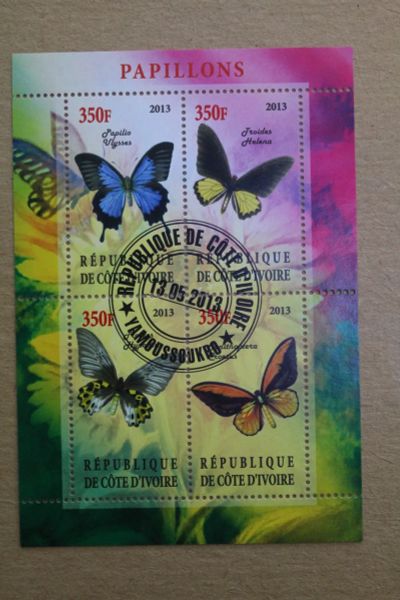 PAPILLONS
350F 2013
Papilio
Ulysses
RÉPUBLIQUE
DE CÔTE D'IVOIRE
350F 2013
Troides
Helena
RÉPUBLIQUE
DE CÔTE D'IVOIRE
RÉPUBLIQUE DE CÔTE D'IVOIRE
13.05.2013
★ YAMOUSSOUKRO ★
350F 2013
RÉPUBLIQUE
DE CÔTE D'IVOIRE
350F 2013
Croesus
RÉPUBLIQUE
DE CÔTE D'IVOIRE